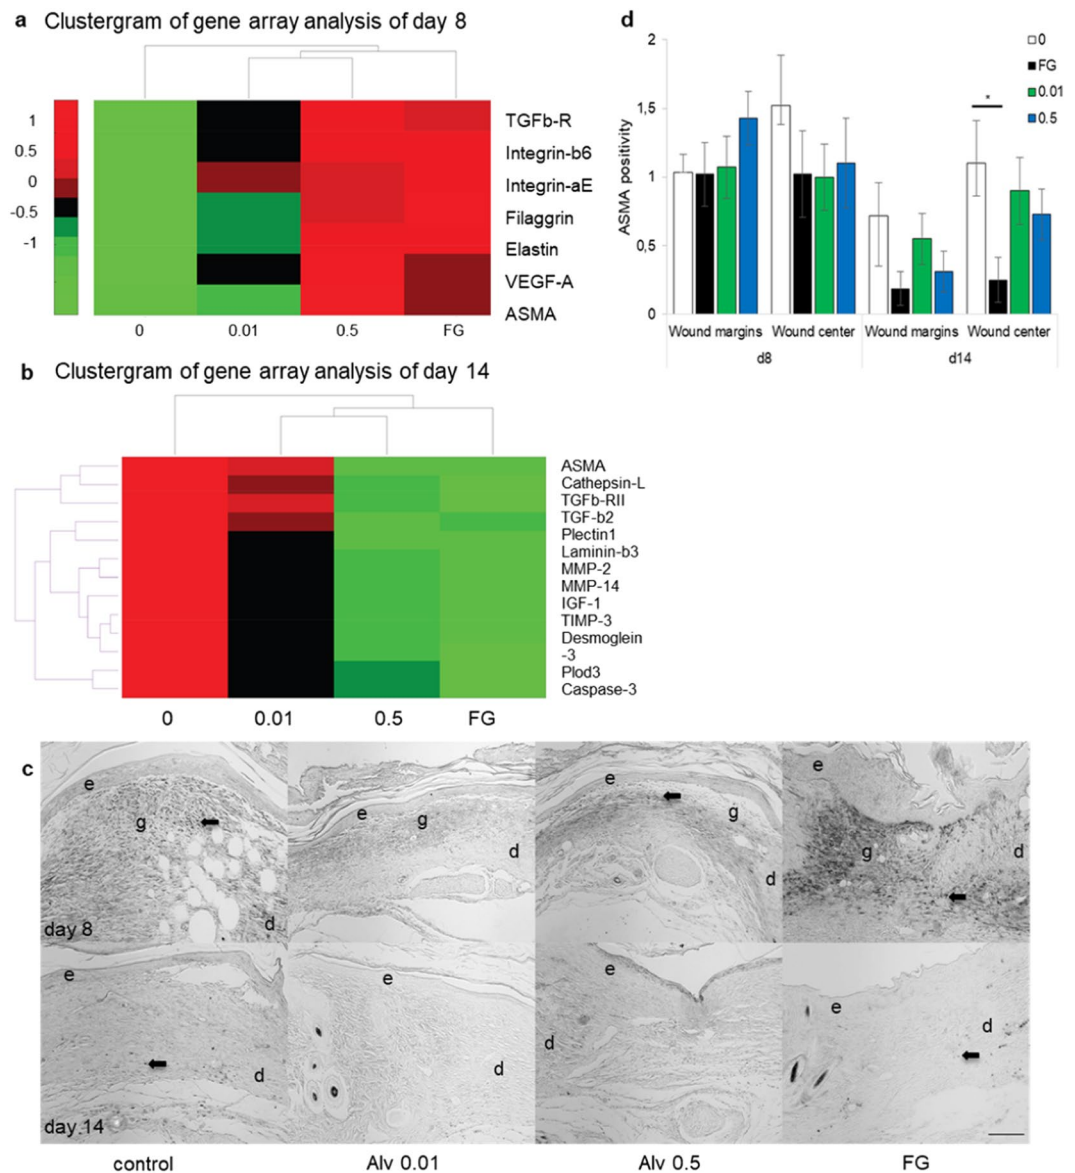 a Clustergram of gene array analysis of day 8
1
0.5
0
-0.5
-1
TGFb-R
Integrin-b6
Integrin-aE
Filaggrin
Elastin
VEGF-A
ASMA
0 0.01 0.5 FG
b Clustergram of gene array analysis of day 14
ASMA
Cathepsin-L
TGFb-RII
TGF-b2
Plectin1
Laminin-b3
MMP-2
MMP-14
IGF-1
TIMP-3
Desmoglein
-3
Plod3
Caspase-3
0 0.01 0.5 FG
c
e g d
day 8
e g d
e g d
e g d
e d
day 14
e d
e d
e d
control Alv 0.01 Alv 0.5 FG
d
ASMA positivity
2
1,5
1
0,5
0
0
FG
0.01
0.5
*
Wound margins Wound center Wound margins Wound center
d8 d14